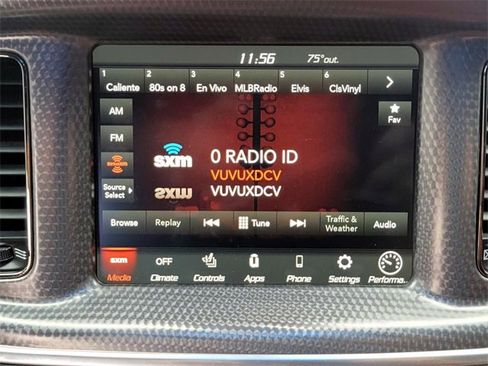 11:56 75°out.
1 2 3 4 5 6
Caliente 80s on 8 En Vivo MLBRadio Elvis ClsVinyl
AM
Fav
FM
sxm 0 RADIO ID
VUVUXDCV
VUVUXDCV
Source
Select
Browse Replay Tune Traffic & Weather Audio
sxm OFF
Media Climate Controls Apps Phone Settings Performa..